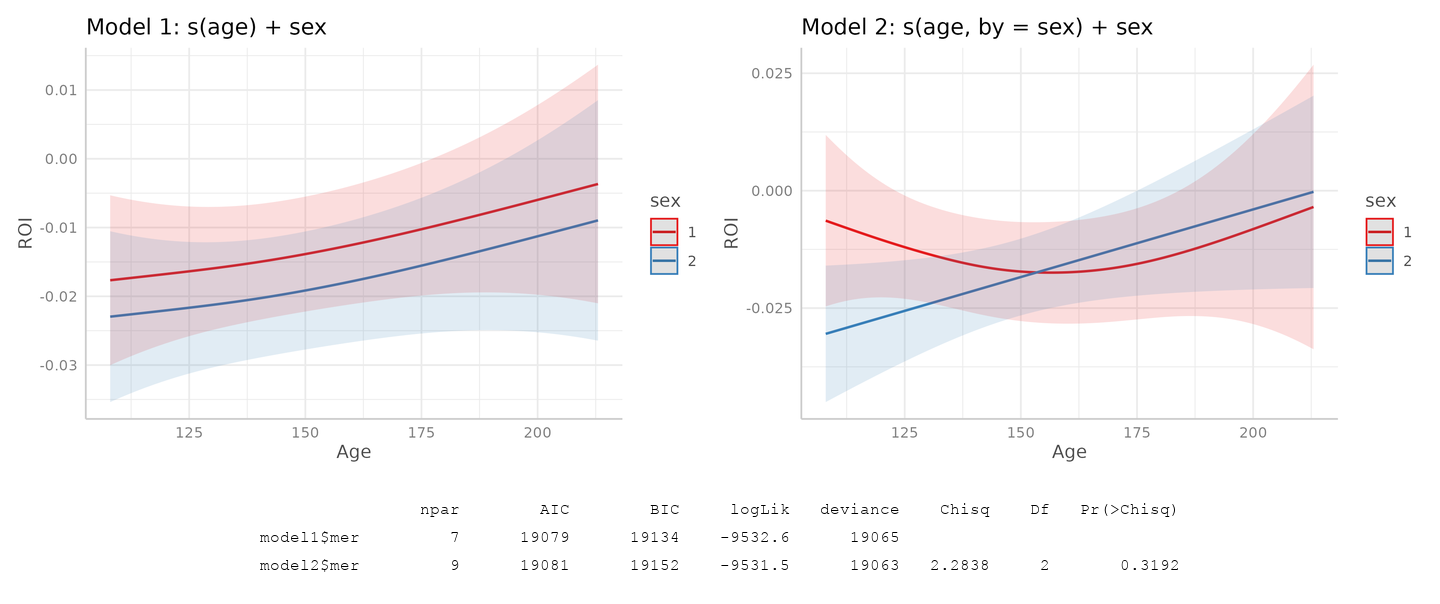 Model 1: s(age) + sex
0.01
0.00
-0.01
-0.02
-0.03
ROI
125 150 175 200
Age
sex
1
2
Model 2: s(age, by = sex) + sex
0.025
0.000
-0.025
ROI
125 150 175 200
Age
sex
1
2
npar AIC BIC logLik deviance Chisq Df Pr(>Chisq)
model1$mer 7 19079 19134 -9532.6 19065
model2$mer 9 19081 19152 -9531.5 19063 2.2838 2 0.3192